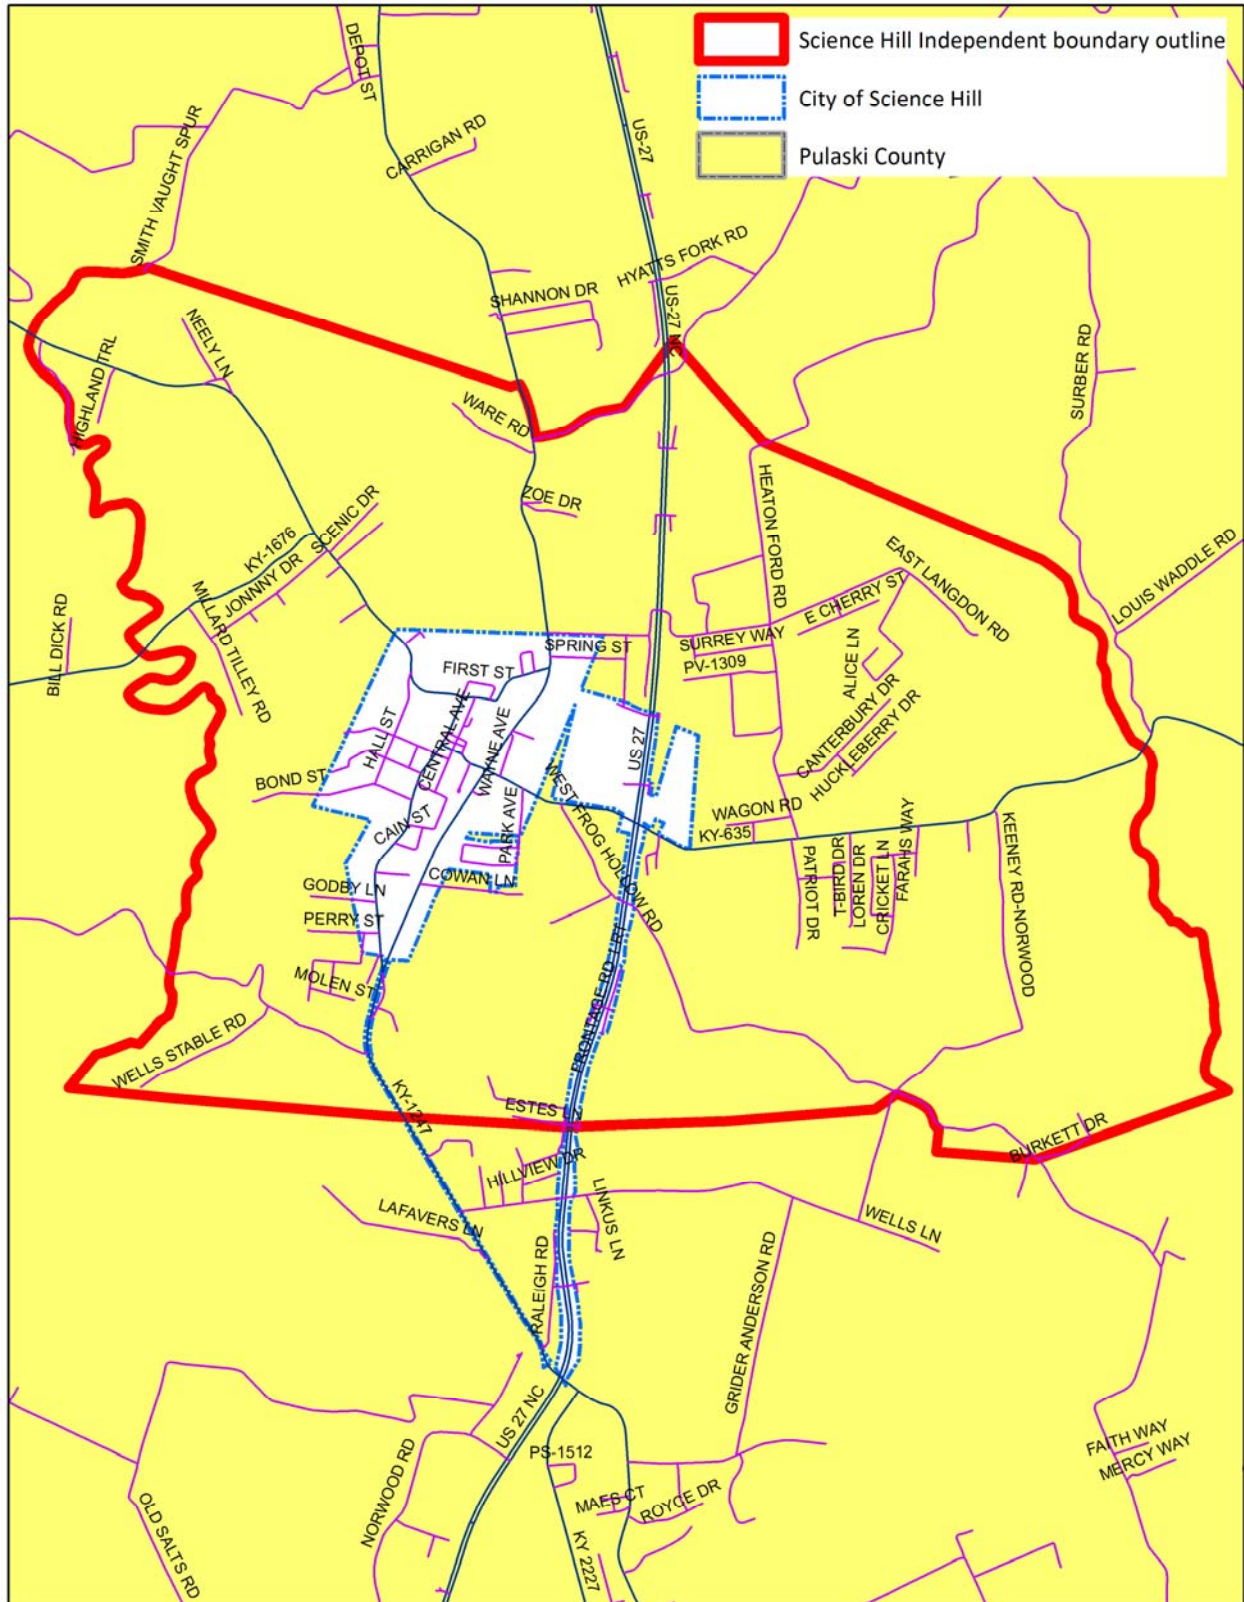 Science Hill Independent boundary outline
City of Science Hill
Pulaski County
DEPOT ST
CARRIGAN RD
US-27
SMITH VAUGHT SPUR
HYATTS FORK RD
SHANNON DR
US-27 NC
NEELY LN
HIGHLAND TRL
SURBER RD
WARE RD
ZOE DR
HEATON FORD RD
SCENIC DR
KY-1676
JONNNY DR
EAST LANGDON RD
LOUIS WADDLE RD
E CHERRY ST
BILL DICK RD
MILLARD TILLEY RD
SPRING ST
SURREY WAY
PV-1309
ALICE LN
FIRST ST
CENTRAL AVE
HALL ST
WAYNE AVE
US 27
CANTERBURY DR
HUCKLEBERRY DR
BOND ST
WEST FROG HOLLOW RD
WAGON RD
KY-635
CAIN ST
PARK AVE
KEENEY RD-NORWOOD
PATRIOT DR
T-BIRD DR
LOREN DR
CRICKET LN
FARAHS WAY
COWAN LN
GODBY LN
PERRY ST
MOLEN ST
FRONTAGE RD LRT
WELLS STABLE RD
KY-1247
ESTES
BURKETT DR
HILLVIEW DR
LAFAVERS LN
LINKUS LN
WELLS LN
RALEIGH RD
GRIDER ANDERSON RD
US 27 NC
NORWOOD RD
PS-1512
FAITH WAY
MERCY WAY
MAES CT
ROYCE DR
OLD SALTS RD
KY 2227